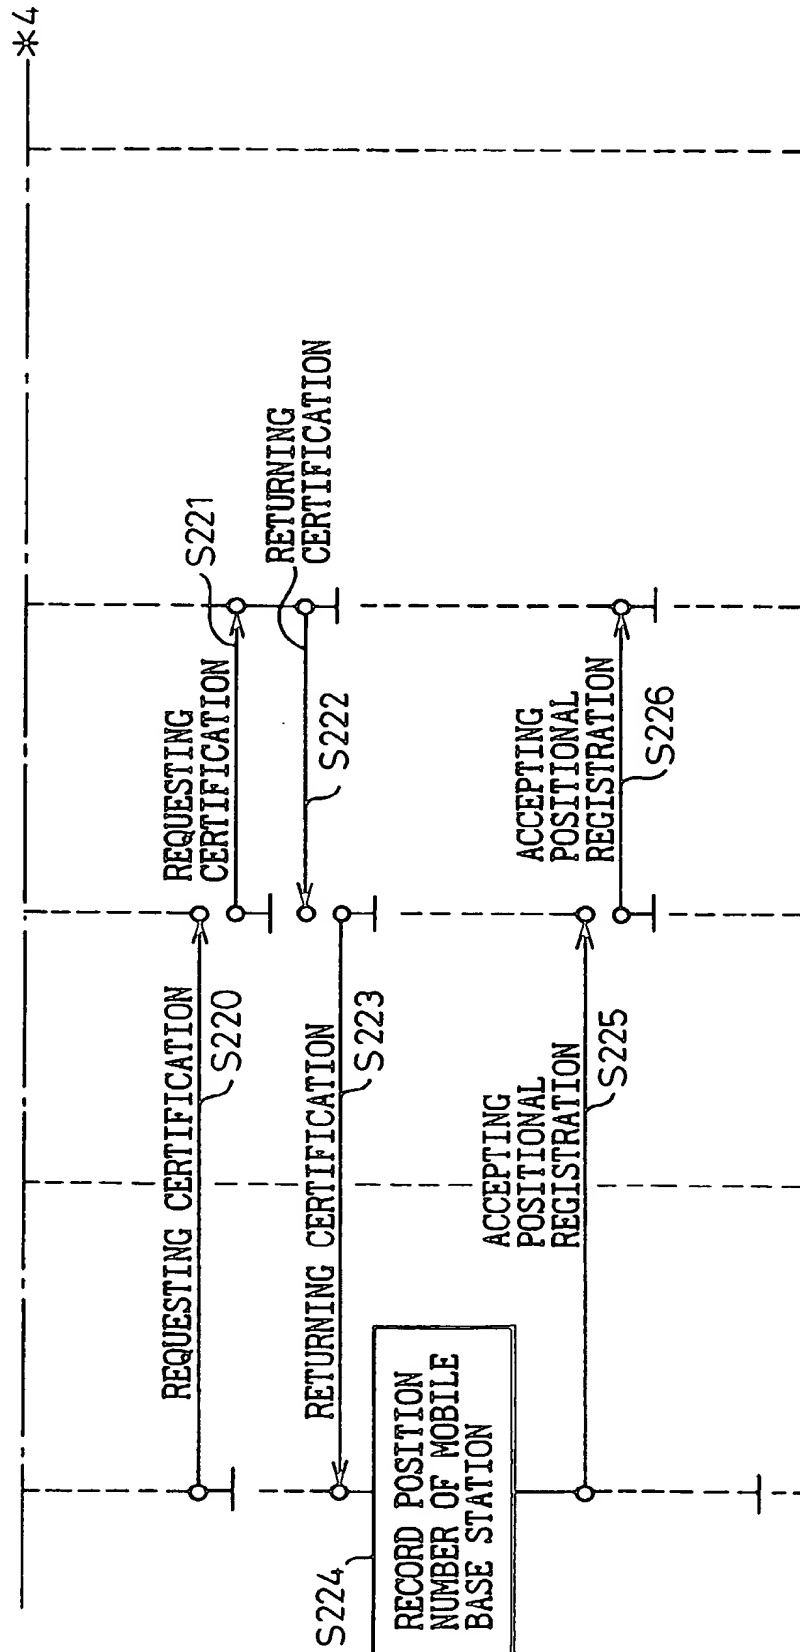 *4
REQUESTING CERTIFICATION
S220
REQUESTING
CERTIFICATION
S221
RETURNING
CERTIFICATION
S222
RETURNING CERTIFICATION
S223
S224
RECORD POSITION
NUMBER OF MOBILE
BASE STATION
ACCEPTING
POSITIONAL
REGISTRATION
S225
ACCEPTING
POSITIONAL
REGISTRATION
S226